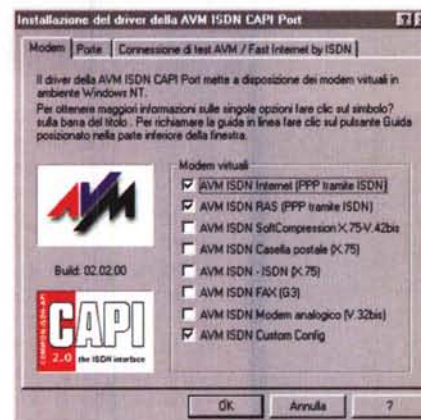 Installazione del driver della AVM ISDN CAPI Port
Modem Porte Connessione di test AVM / Fast Internet by ISDN
Il driver della AVM ISDN CAPI Port mette a disposizione dei modem virtuali in
ambiente Windows NT.
Per ottenere maggiori informazioni sulle singole opzioni fare clic sul simbolo?
sulla barra del titolo . Per richiamare la guida in linea fare clic sul pulsante Guida
posizionato nella parte inferiore della finestra.
AVM
Build: 02.02.00
COMMON-ISDN-API
CAPI
2.0 the ISDN interface
Modem virtuali
AVM ISDN Internet (PPP tramite ISDN)
AVM ISDN RAS (PPP tramite ISDN)
AVM ISDN SoftCompression X.75-V.42bis
AVM ISDN Casella postale (X.75)
AVM ISDN - ISDN (X.75)
AVM ISDN FAX (G3)
AVM ISDN Modem analogico (V.32bis)
AVM ISDN Custom Config
OK Annulla ?